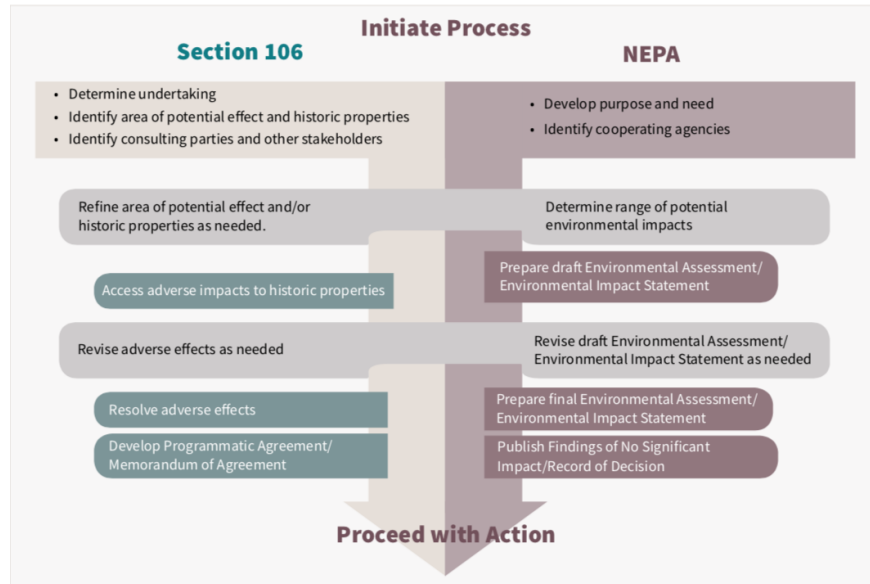 Initiate Process
Section 106
NEPA
• Determine undertaking
• Identify area of potential effect and historic properties
• Identify consulting parties and other stakeholders
• Develop purpose and need
• Identify cooperating agencies
Refine area of potential effect and/or
historic properties as needed.
Determine range of potential
environmental impacts
Access adverse impacts to historic properties
Prepare draft Environmental Assessment/
Environmental Impact Statement
Revise adverse effects as needed
Revise draft Environmental Assessment/
Environmental Impact Statement as needed
Resolve adverse effects
Prepare final Environmental Assessment/
Environmental Impact Statement
Develop Programmatic Agreement/
Memorandum of Agreement
Publish Findings of No Significant
Impact/Record of Decision
Proceed with Action